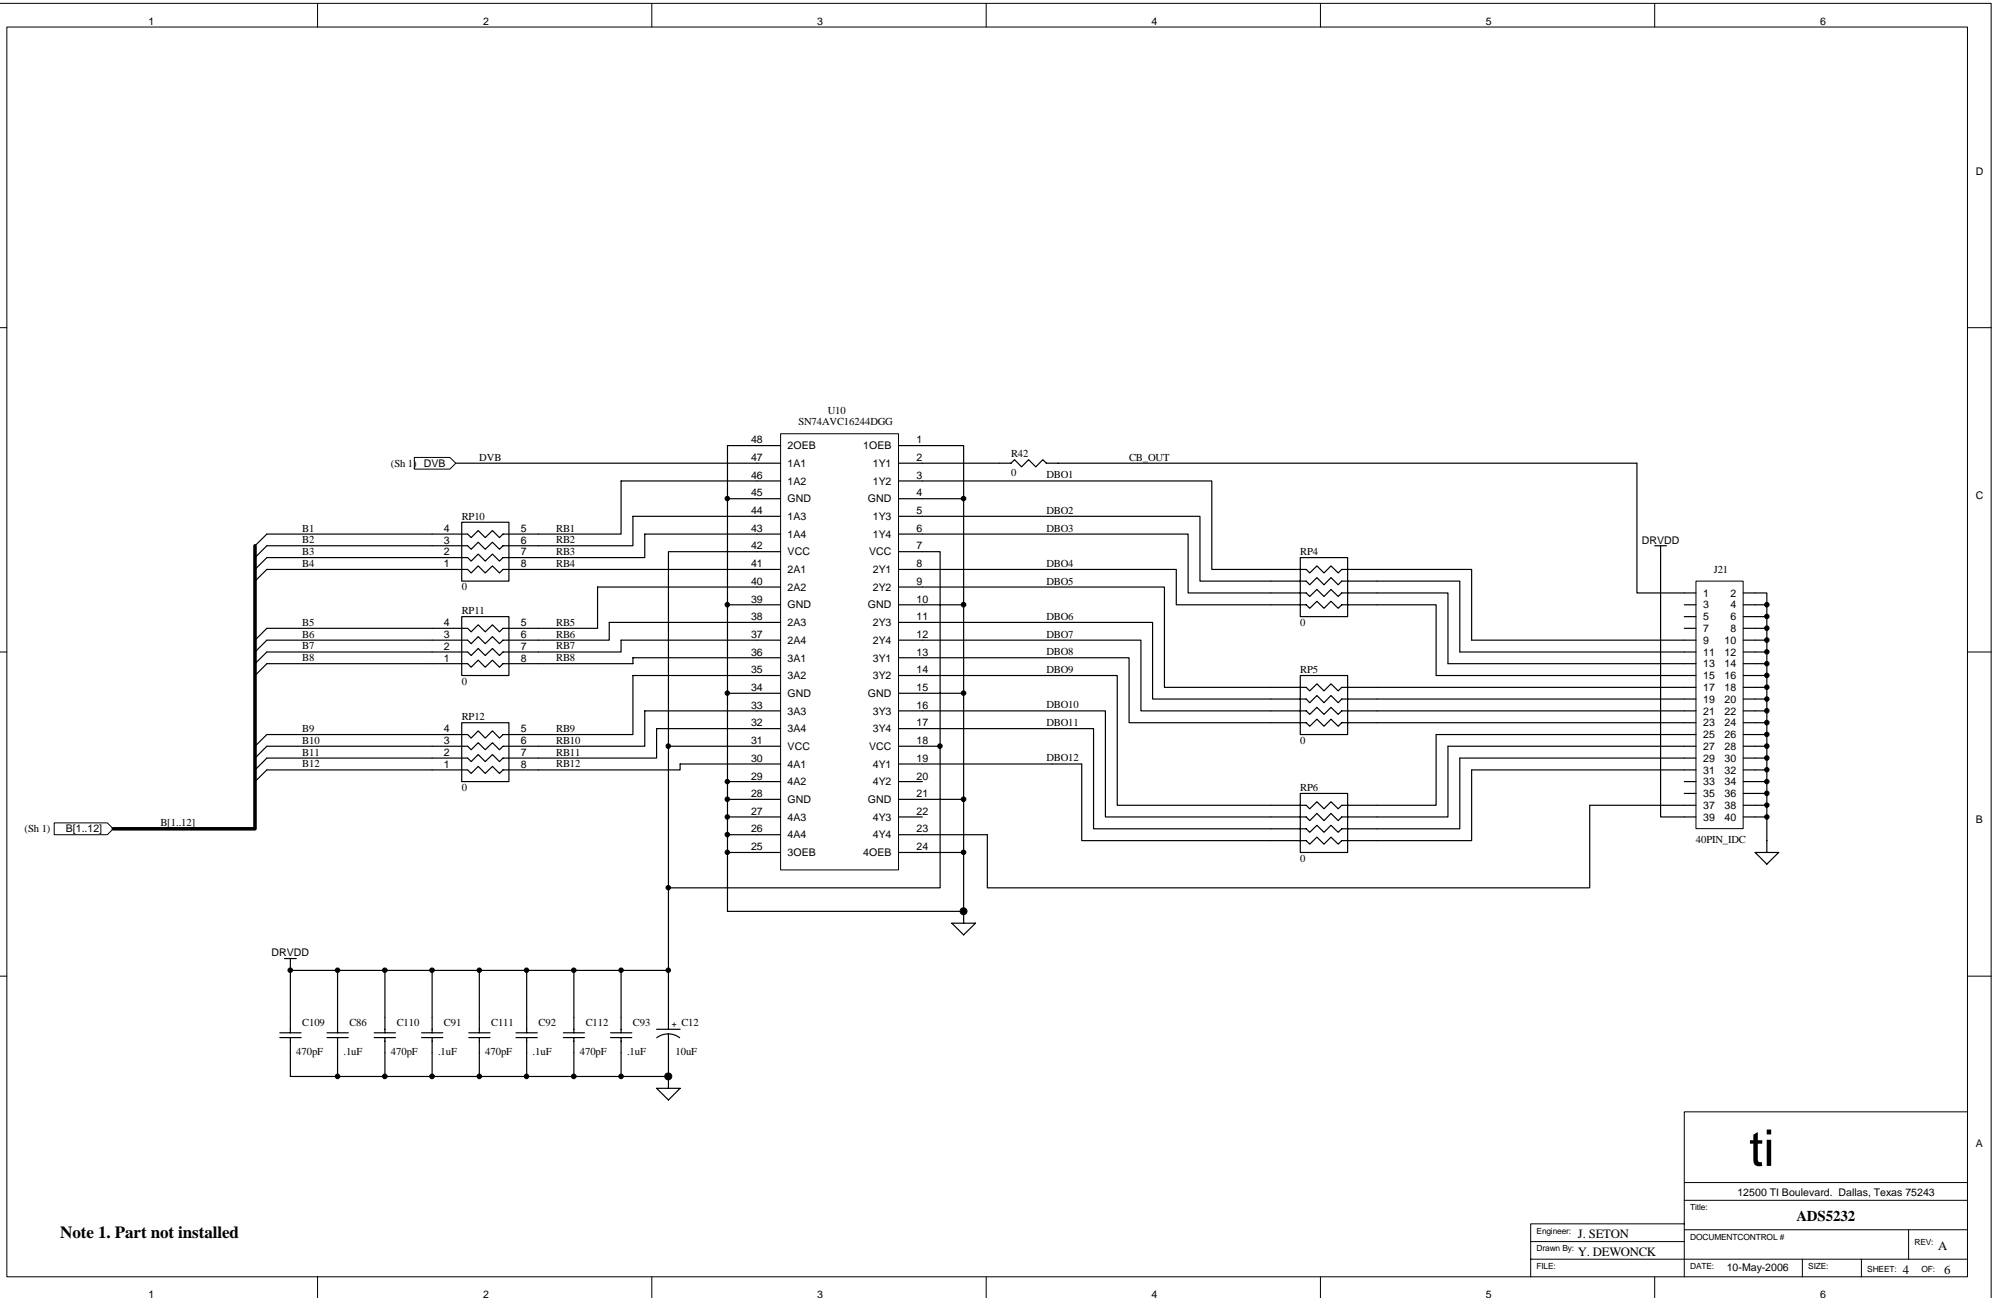 1 2 3 4 5 6
D
C
B
A
U10
SN74AVC16244DGG
48 2OEB 1OEB 1
47 1A1 1Y1 2
46 1A2 1Y2 3
45 GND GND 4
44 1A3 1Y3 5
43 1A4 1Y4 6
42 VCC VCC 7
41 2A1 2Y1 8
40 2A2 2Y2 9
39 GND GND 10
38 2A3 2Y3 11
37 2A4 2Y4 12
36 3A1 3Y1 13
35 3A2 3Y2 14
34 GND GND 15
33 3A3 3Y3 16
32 3A4 3Y4 17
31 VCC VCC 18
30 4A1 4Y1 19
29 4A2 4Y2 20
28 GND GND 21
27 4A3 4Y3 22
26 4A4 4Y4 23
25 3OEB 4OEB 24
(Sh 1) DVB DVB
RP10
B1 4 5 RB1
B2 3 6 RB2
B3 2 7 RB3
B4 1 8 RB4
0
RP11
B5 4 5 RB5
B6 3 6 RB6
B7 2 7 RB7
B8 1 8 RB8
0
RP12
B9 4 5 RB9
B10 3 6 RB10
B11 2 7 RB11
B12 1 8 RB12
0
(Sh 1) B[1..12] B[1..12]
R42
0
CB_OUT
DBO1
DBO2
DBO3
DBO4
DBO5
DBO6
DBO7
DBO8
DBO9
DBO10
DBO11
DBO12
RP4
0
RP5
0
RP6
0
DRVDD
J21
1 2
3 4
5 6
7 8
9 10
11 12
13 14
15 16
17 18
19 20
21 22
23 24
25 26
27 28
29 30
31 32
33 34
35 36
37 38
39 40
40PIN_IDC
DRVDD
C109 C86 C110 C91 C111 C92 C112 C93 + C12
470pF .1uF 470pF .1uF 470pF .1uF 470pF .1uF 10uF
Note 1. Part not installed
ti
12500 TI Boulevard. Dallas, Texas 75243
Title: ADS5232
Engineer: J. SETON
Drawn By: Y. DEWONCK
FILE:
DOCUMENTCONTROL #
REV: A
DATE: 10-May-2006 SIZE: SHEET: 4 OF: 6
1 2 3 4 5 6